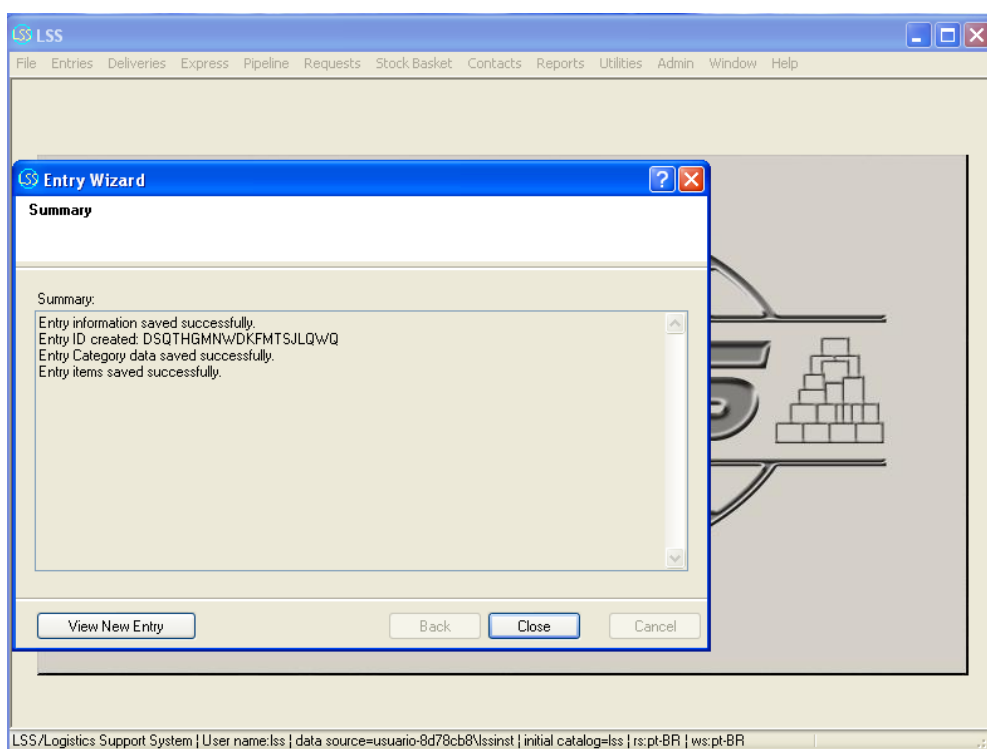 LSS
File Entries Deliveries Express Pipeline Requests Stock Basket Contacts Reports Utilities Admin Window Help
Entry Wizard
Summary
Summary:
Entry information saved successfully.
Entry ID created: DSQTHGMNWDKFMTSJLQWQ
Entry Category data saved successfully.
Entry items saved successfully.
View New Entry Back Close Cancel
LSS/Logistics Support System | User name:lss | data source=usuario-8d78cb8\lssinst | initial catalog=lss | rs:pt-BR | ws:pt-BR